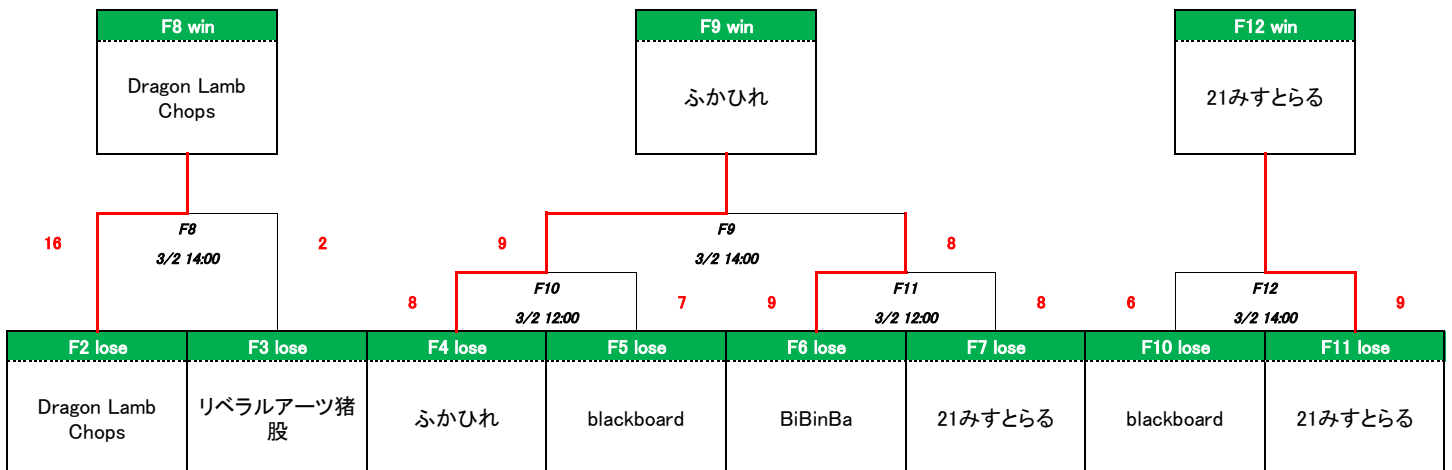 F8 win
F9 win
F12 win
Dragon Lamb
Chops
ふかひれ
21みすとらる
F8
3/2 14:00
16
2
F9
3/2 14:00
9
8
F10
3/2 12:00
8
7
F11
3/2 12:00
9
8
F12
3/2 14:00
6
9
F2 lose
F3 lose
F4 lose
F5 lose
F6 lose
F7 lose
F10 lose
F11 lose
Dragon Lamb
Chops
リベラルアーツ猪
股
ふかひれ
blackboard
BiBinBa
21みすとらる
blackboard
21みすとらる